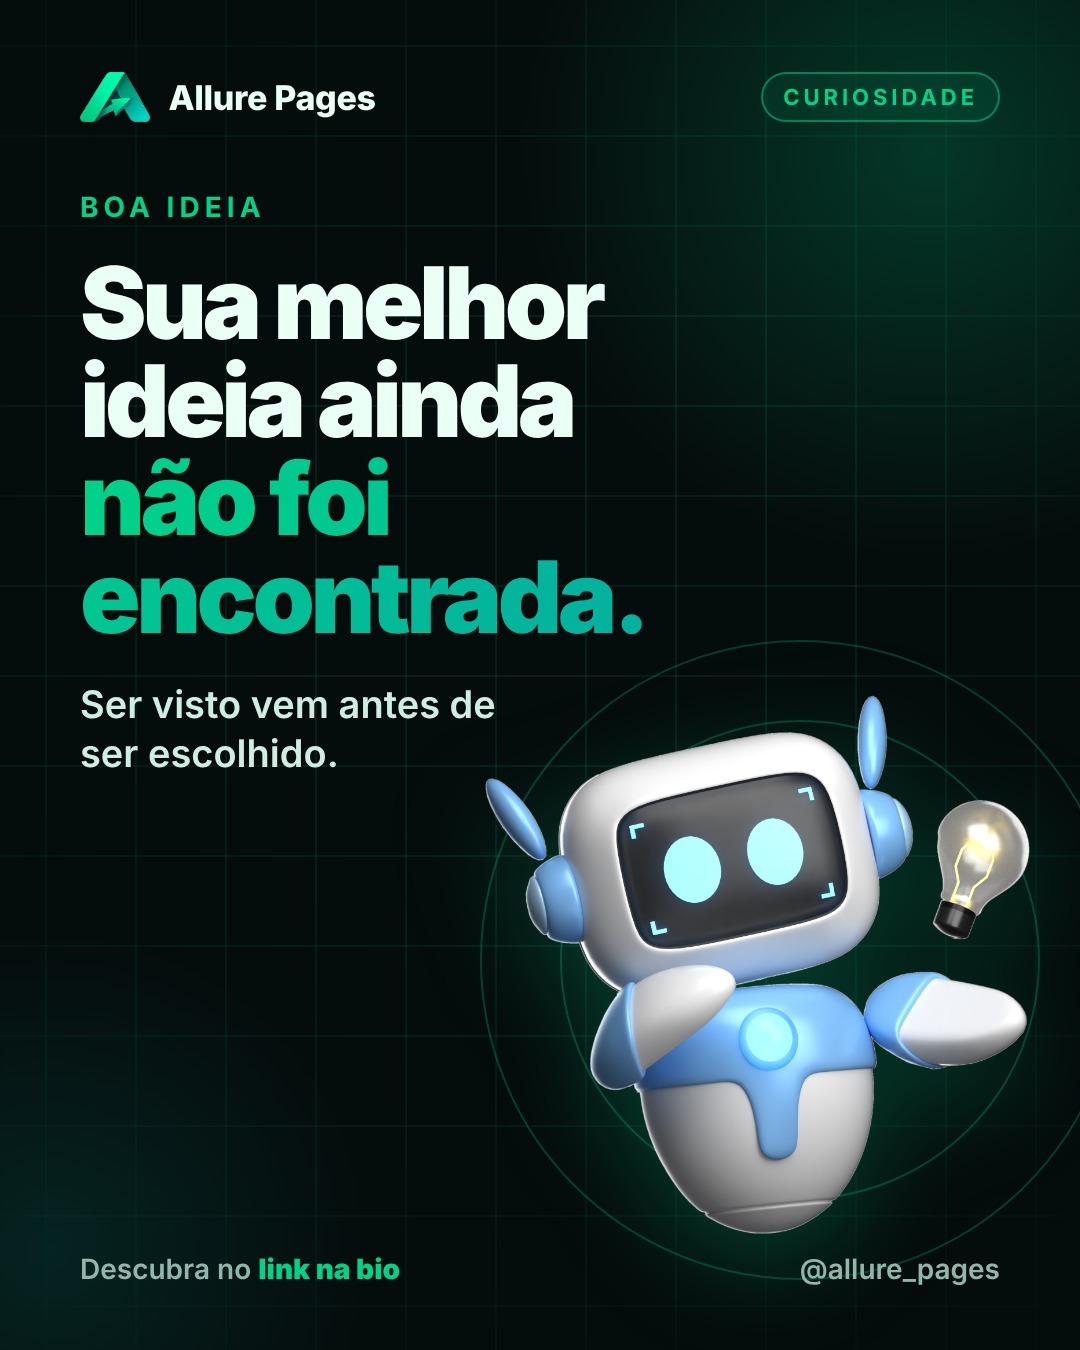 Allure Pages
CURIOSIDADE
BOA IDEIA
Sua melhor
ideia ainda
não foi
encontrada.
Ser visto vem antes de
ser escolhido.
Descubra no link na bio
@allure_pages